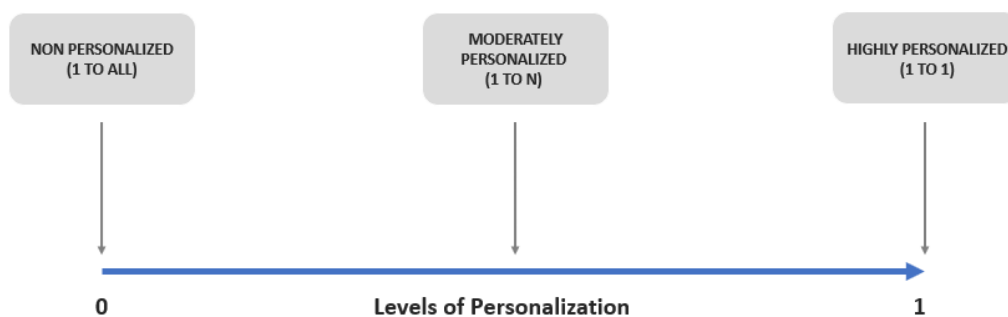 NON PERSONALIZED
(1 TO ALL)
MODERATELY
PERSONALIZED
(1 TO N)
HIGHLY PERSONALIZED
(1 TO 1)
0
Levels of Personalization
1